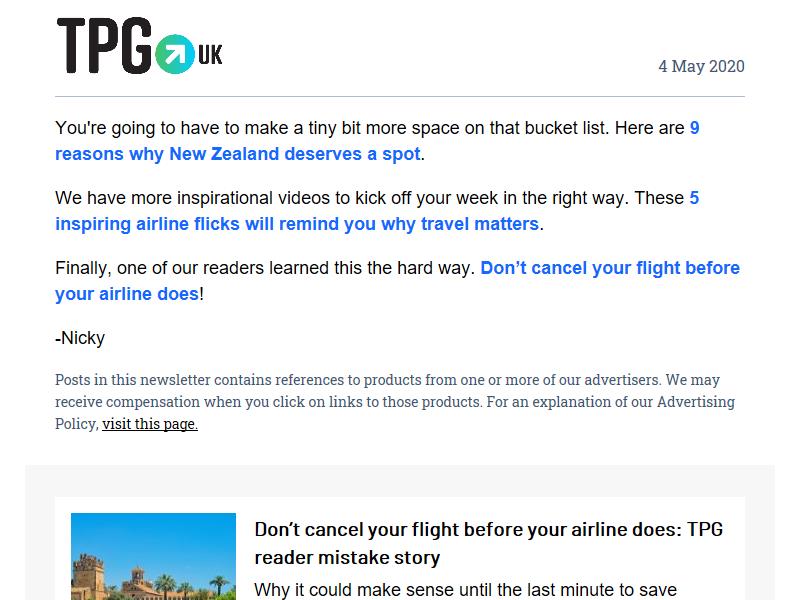 TPG UK
4 May 2020
You're going to have to make a tiny bit more space on that bucket list. Here are 9
reasons why New Zealand deserves a spot.
We have more inspirational videos to kick off your week in the right way. These 5
inspiring airline flicks will remind you why travel matters.
Finally, one of our readers learned this the hard way. Don’t cancel your flight before
your airline does!
-Nicky
Posts in this newsletter contains references to products from one or more of our advertisers. We may
receive compensation when you click on links to those products. For an explanation of our Advertising
Policy, visit this page.
Don’t cancel your flight before your airline does: TPG
reader mistake story
Why it could make sense until the last minute to save